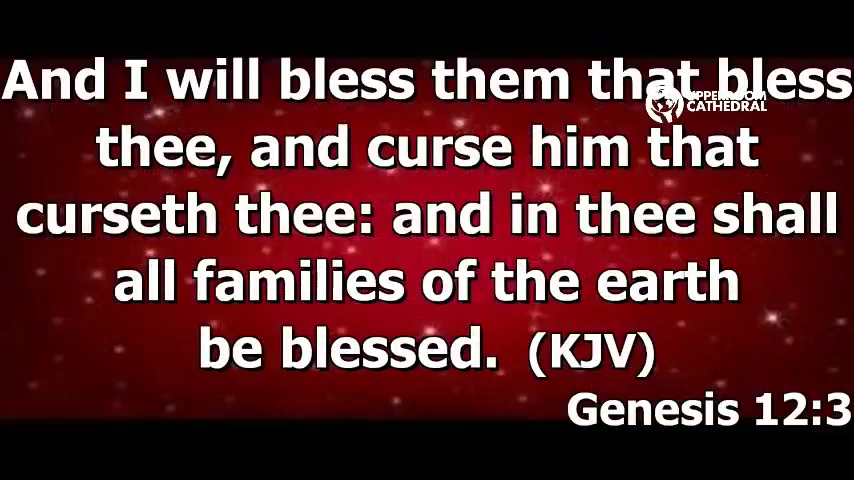 And I will bless them that bless
UPPERROOM
CATHEDRAL
thee, and curse him that
curseth thee: and in thee shall
all families of the earth
be blessed. (KJV)
Genesis 12:3